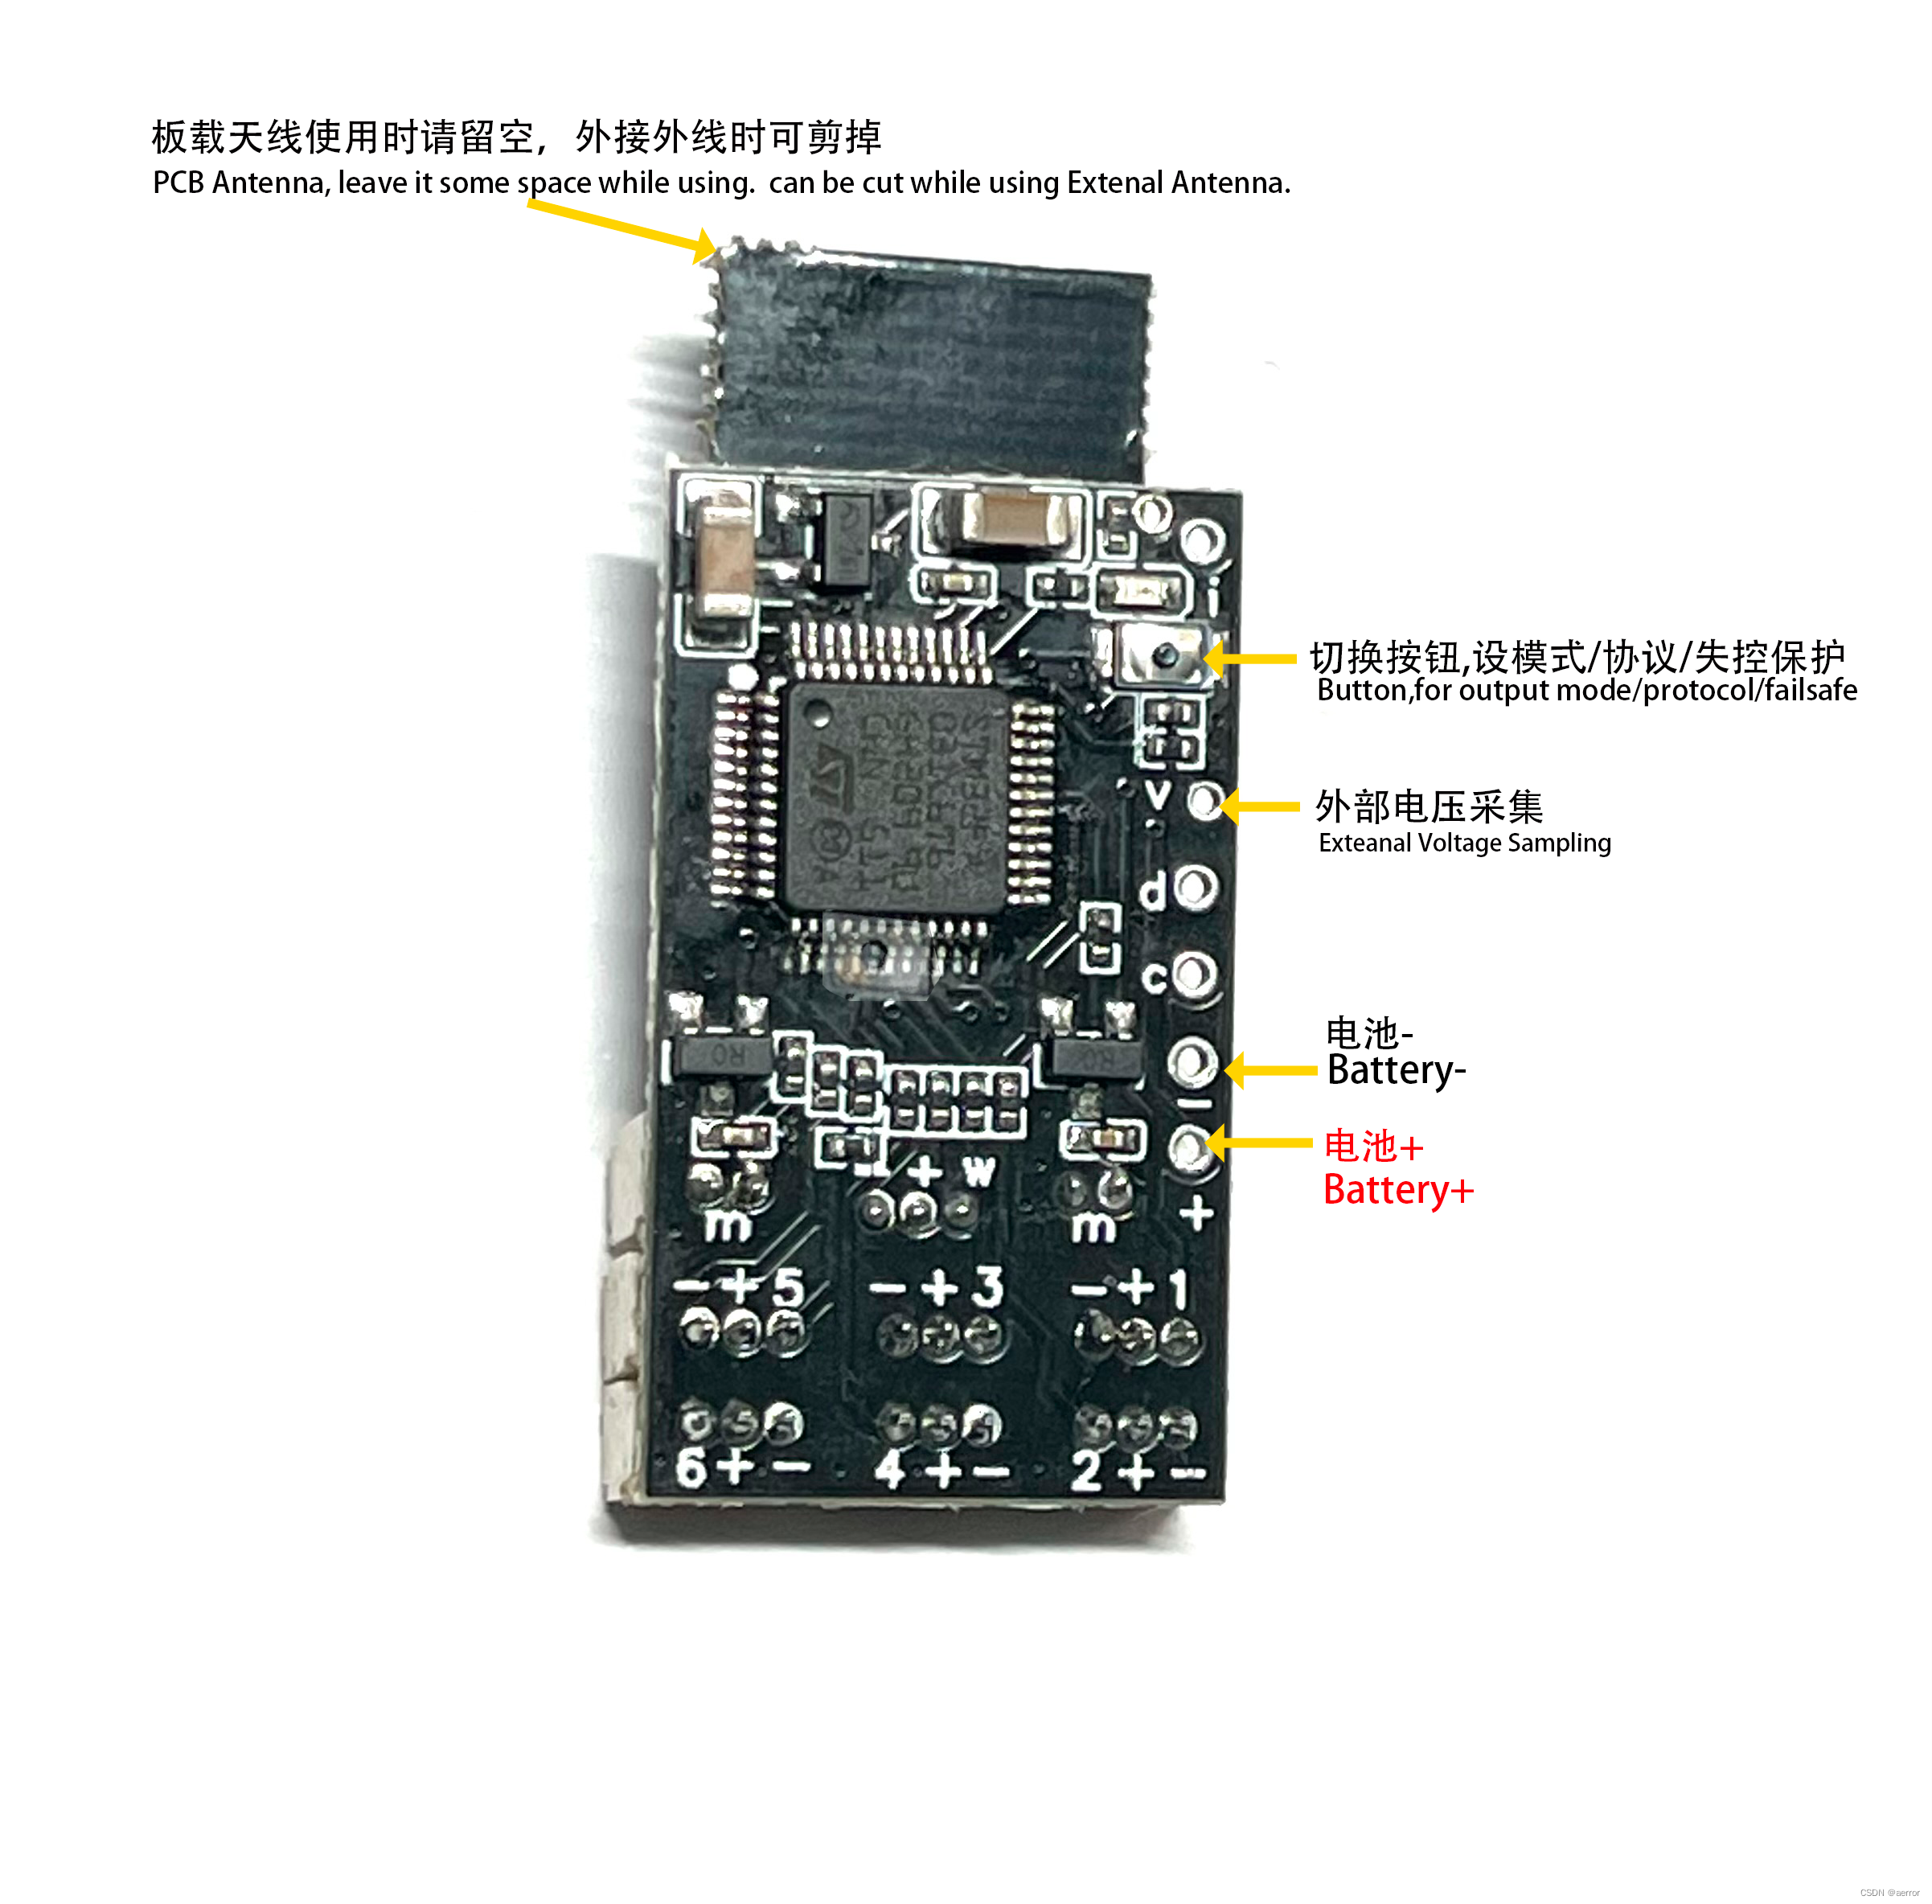 板载天线使用时请留空，外接外线时可剪掉
PCB Antenna, leave it some space while using. can be cut while using Extenal Antenna.
i
切换按钮,设模式/协议/失控保护
Button,for output mode/protocol/failsafe
v
外部电压采集
Exteanal Voltage Sampling
d
c
电池-
Battery-
R0
R0
-
电池+
Battery+
- + w
m
m
+
-+5
-+3
-+1
6+-
4+-
2+-
CSDN @aerror